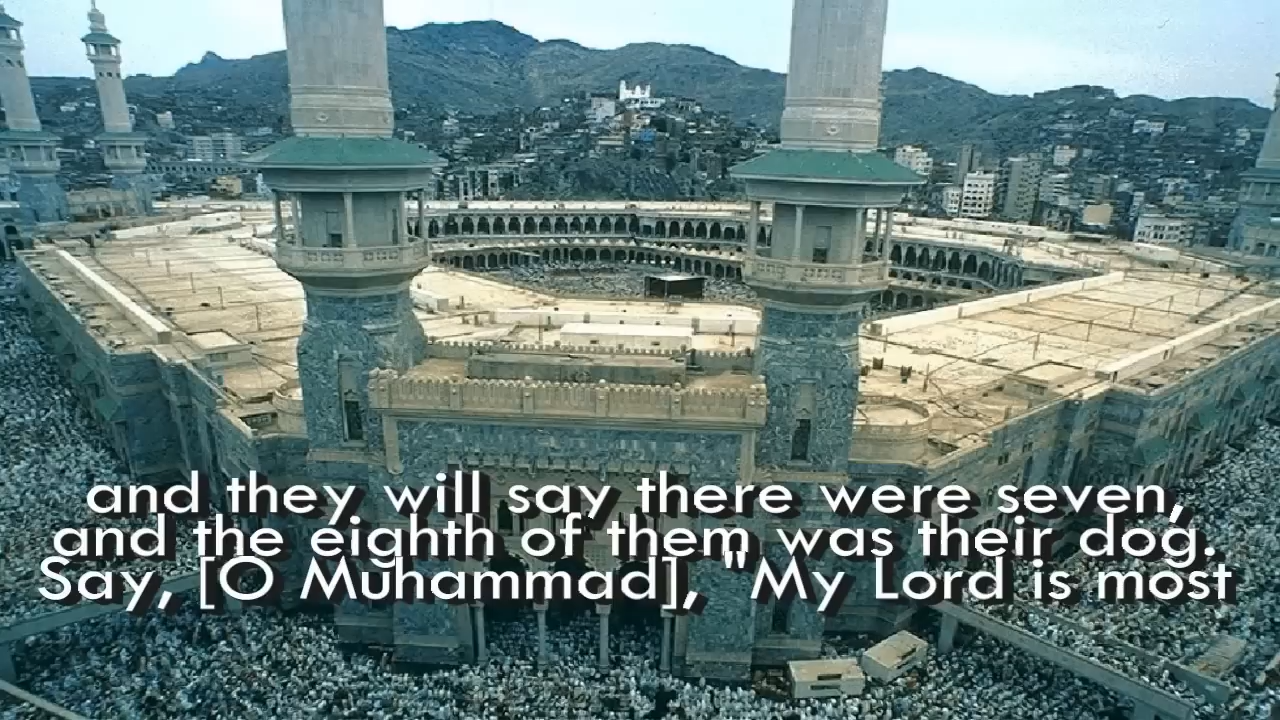 and they will say there were seven,
and the eighth of them was their dog.
Say, [O Muhammad], "My Lord is most